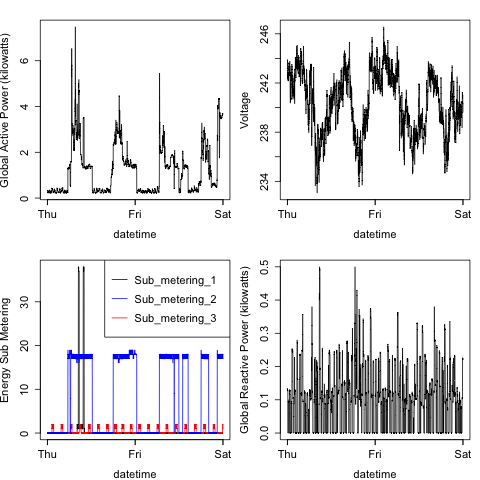 Global Active Power (kilowatts)
0
2
4
6
Thu
Fri
Sat
datetime
Voltage
234
238
242
246
Thu
Fri
Sat
datetime
Energy Sub Metering
0
10
20
30
Sub_metering_1
Sub_metering_2
Sub_metering_3
Thu
Fri
Sat
datetime
Global Reactive Power (kilowatts)
0.0
0.1
0.2
0.3
0.4
0.5
Thu
Fri
Sat
datetime